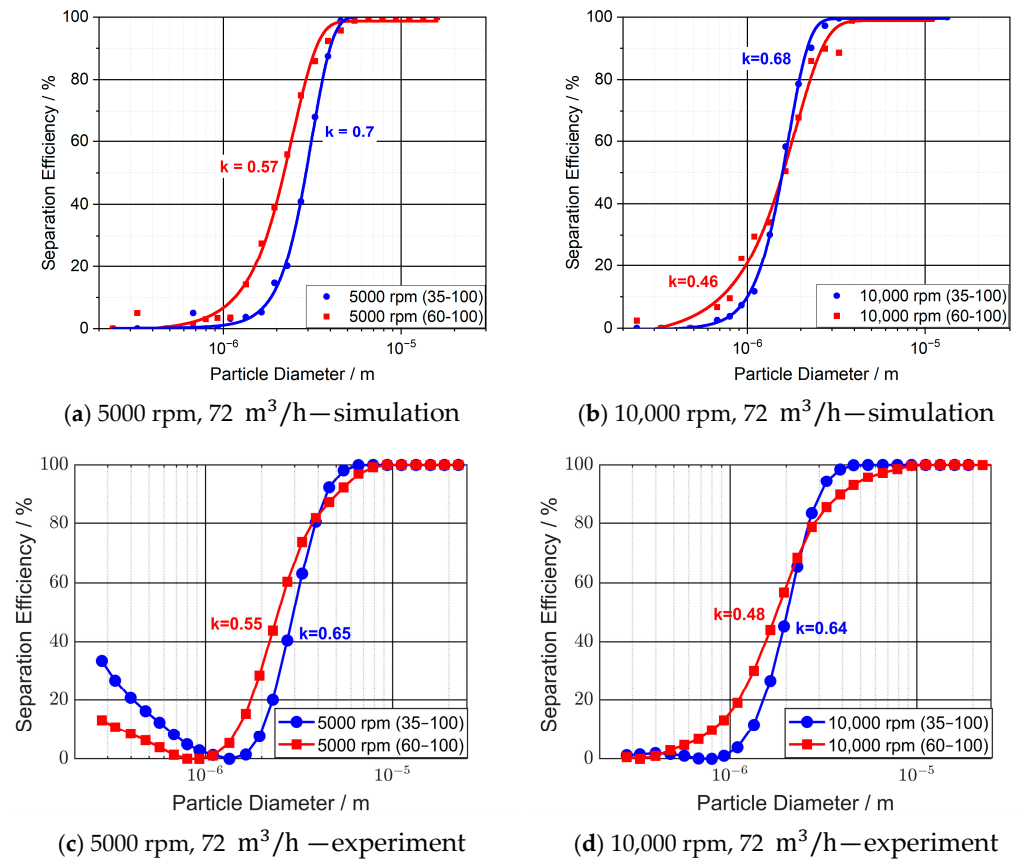 100
80
60
40
20
0
Separation Efficiency / %
k = 0.7
k = 0.57
5000 rpm (35-100)
5000 rpm (60-100)
10⁻⁶
10⁻⁵
Particle Diameter / m
(a) 5000 rpm, 72 m³/h—simulation
100
80
60
40
20
0
Separation Efficiency / %
k=0.68
k=0.46
10,000 rpm (35-100)
10,000 rpm (60-100)
10⁻⁶
10⁻⁵
Particle Diameter / m
(b) 10,000 rpm, 72 m³/h—simulation
100
80
60
40
20
0
Separation Efficiency / %
k=0.55
k=0.65
5000 rpm (35–100)
5000 rpm (60–100)
10⁻⁶
10⁻⁵
Particle Diameter / m
(c) 5000 rpm, 72 m³/h —experiment
100
80
60
40
20
0
Separation Efficiency / %
k=0.48
k=0.64
10,000 rpm (35–100)
10,000 rpm (60–100)
10⁻⁶
10⁻⁵
Particle Diameter / m
(d) 10,000 rpm, 72 m³/h—experiment